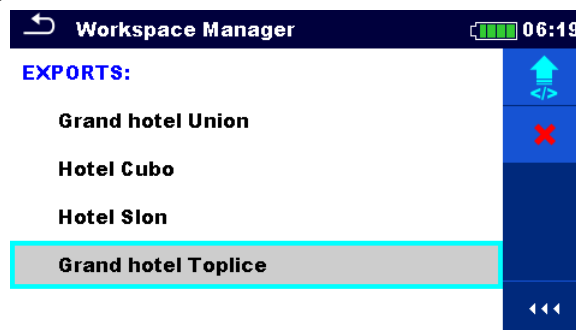 Workspace Manager 06:19
EXPORTS:
</>
Grand hotel Union
Hotel Cubo
Hotel Slon
Grand hotel Toplice